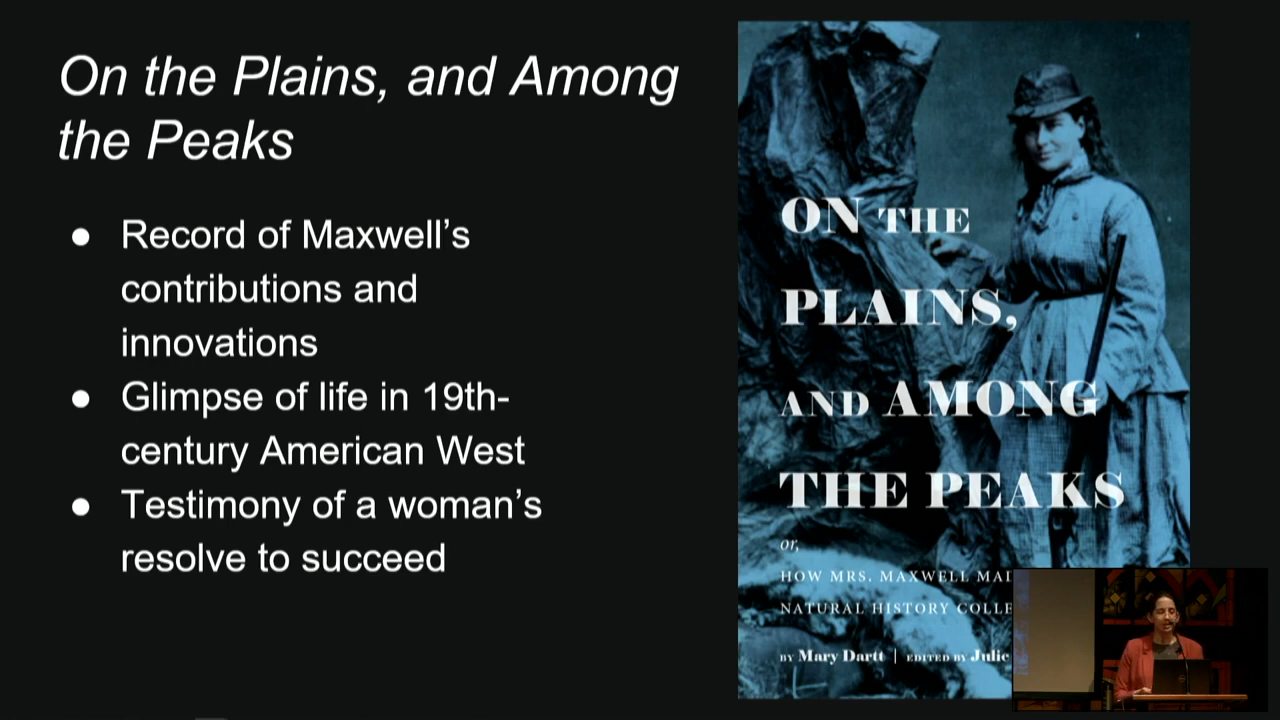 On the Plains, and Among
the Peaks
● Record of Maxwell's
contributions and
innovations
● Glimpse of life in 19th-
century American West
● Testimony of a woman's
resolve to succeed
ON THE
PLAINS,
AND AMONG
THE PEAKS
or,
HOW MRS. MAXWELL
NATURAL HISTORY
BY Mary Dartt | EDITED BY Julie